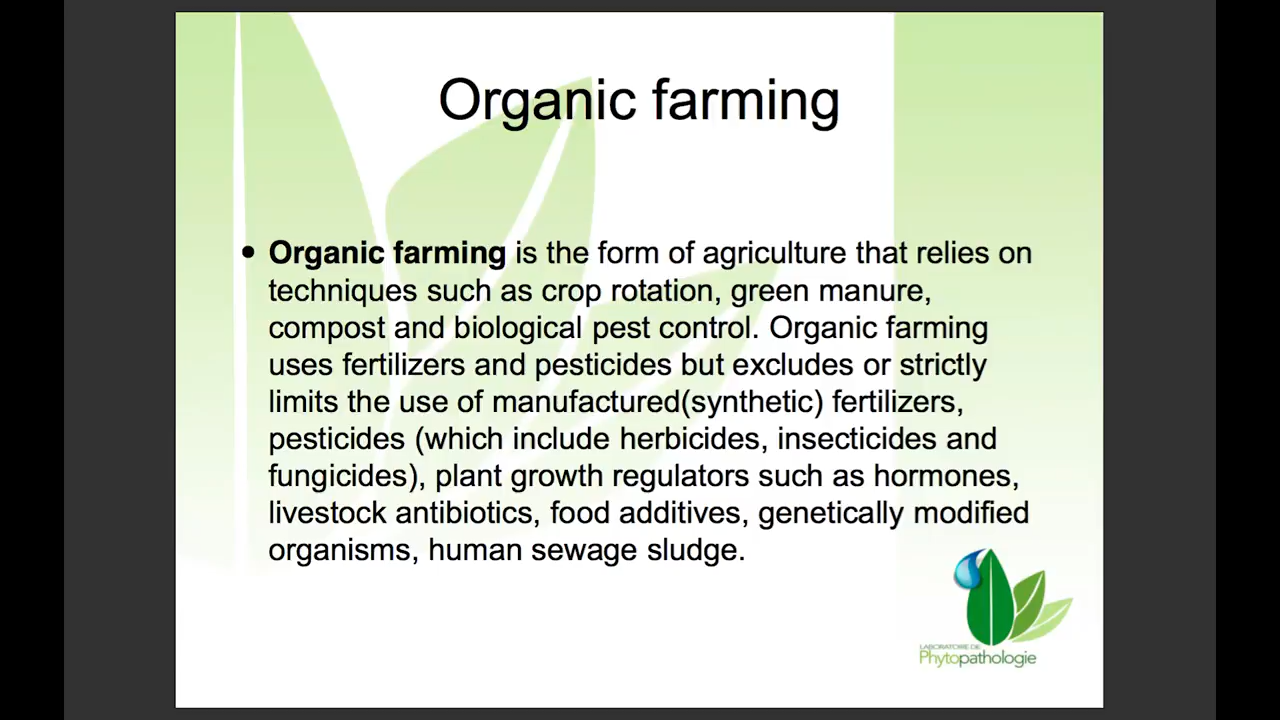 Organic farming
• Organic farming is the form of agriculture that relies on
techniques such as crop rotation, green manure,
compost and biological pest control. Organic farming
uses fertilizers and pesticides but excludes or strictly
limits the use of manufactured(synthetic) fertilizers,
pesticides (which include herbicides, insecticides and
fungicides), plant growth regulators such as hormones,
livestock antibiotics, food additives, genetically modified
organisms, human sewage sludge.
LABORATOIRE DE
Phytopathologie